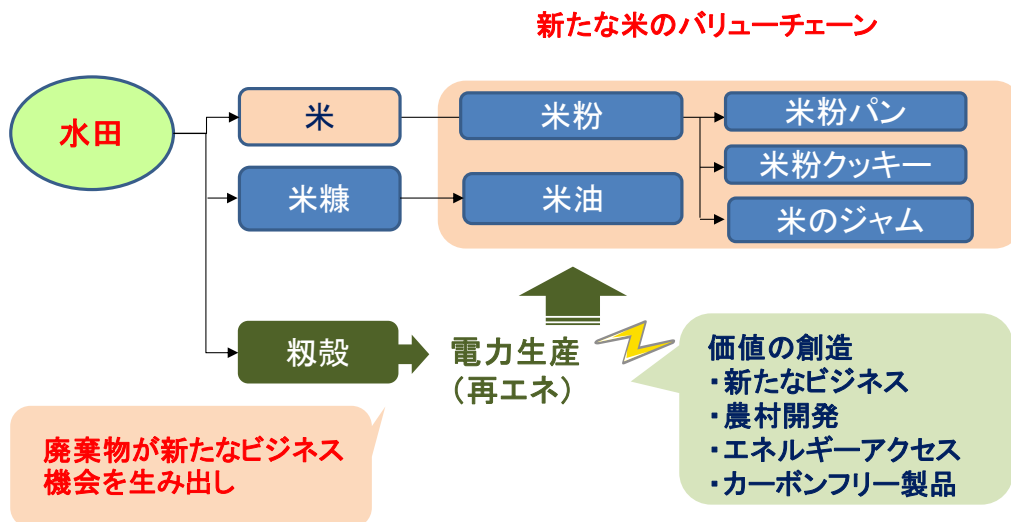 新たな米のバリューチェーン
水田
米
米粉
米粉パン
米粉クッキー
米糠
米油
米のジャム
籾殻
電力生産
（再エネ）
価値の創造
・新たなビジネス
・農村開発
・エネルギーアクセス
・カーボンフリー製品
廃棄物が新たなビジネス
機会を生み出し